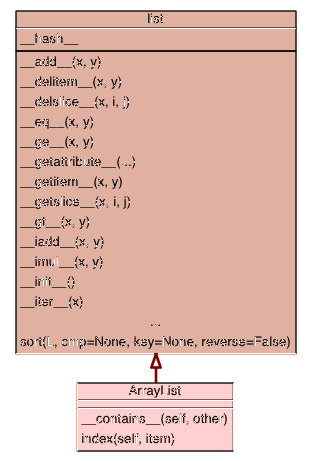 list
__hash__
__add__(x, y)
__delitem__(x, y)
__delslice__(x, i, j)
__eq__(x, y)
__ge__(x, y)
__getattribute__(...)
__getitem__(x, y)
__getslice__(x, i, j)
__gt__(x, y)
__iadd__(x, y)
__imul__(x, y)
__init__()
__iter__(x)
...
sort(L, cmp=None, key=None, reverse=False)
ArrayList
__contains__(self, other)
index(self, item)